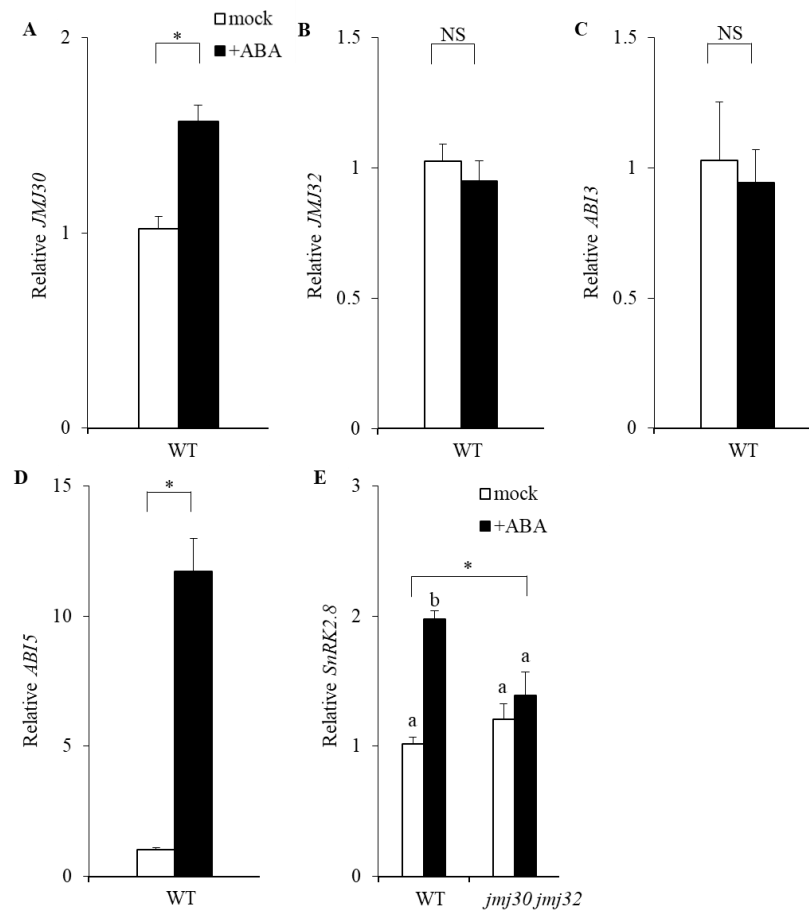 A
mock
+ABA
2
1
0
*
Relative JMJ30
WT
B
1.5
1
0.5
0
NS
Relative JMJ32
WT
C
1.5
1
0.5
0
NS
Relative ABI3
WT
D
15
10
5
0
*
Relative ABI5
WT
E
mock
+ABA
3
2
1
0
*
a
b
a
a
Relative SnRK2.8
WT
jmj30 jmj32